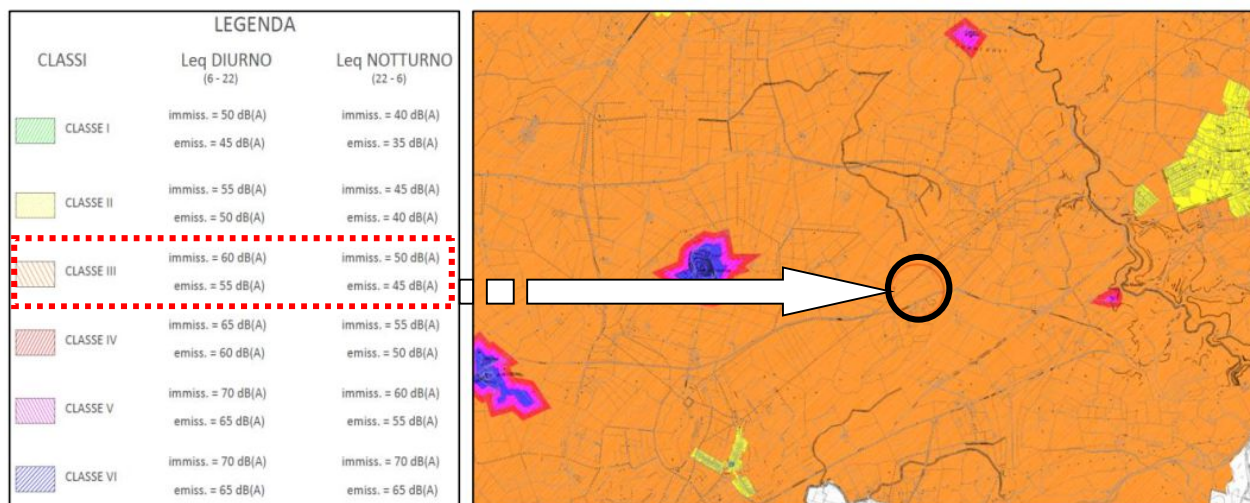 LEGENDA
CLASSI Leq DIURNO Leq NOTTURNO
(6 - 22) (22 - 6)
immiss. = 50 dB(A) immiss. = 40 dB(A)
CLASSE I
emiss. = 45 dB(A) emiss. = 35 dB(A)
immiss. = 55 dB(A) immiss. = 45 dB(A)
CLASSE II
emiss. = 50 dB(A) emiss. = 40 dB(A)
immiss. = 60 dB(A) immiss. = 50 dB(A)
CLASSE III
emiss. = 55 dB(A) emiss. = 45 dB(A)
immiss. = 65 dB(A) immiss. = 55 dB(A)
CLASSE IV
emiss. = 60 dB(A) emiss. = 50 dB(A)
immiss. = 70 dB(A) immiss. = 60 dB(A)
CLASSE V
emiss. = 65 dB(A) emiss. = 55 dB(A)
immiss. = 70 dB(A) immiss. = 70 dB(A)
CLASSE VI
emiss. = 65 dB(A) emiss. = 65 dB(A)